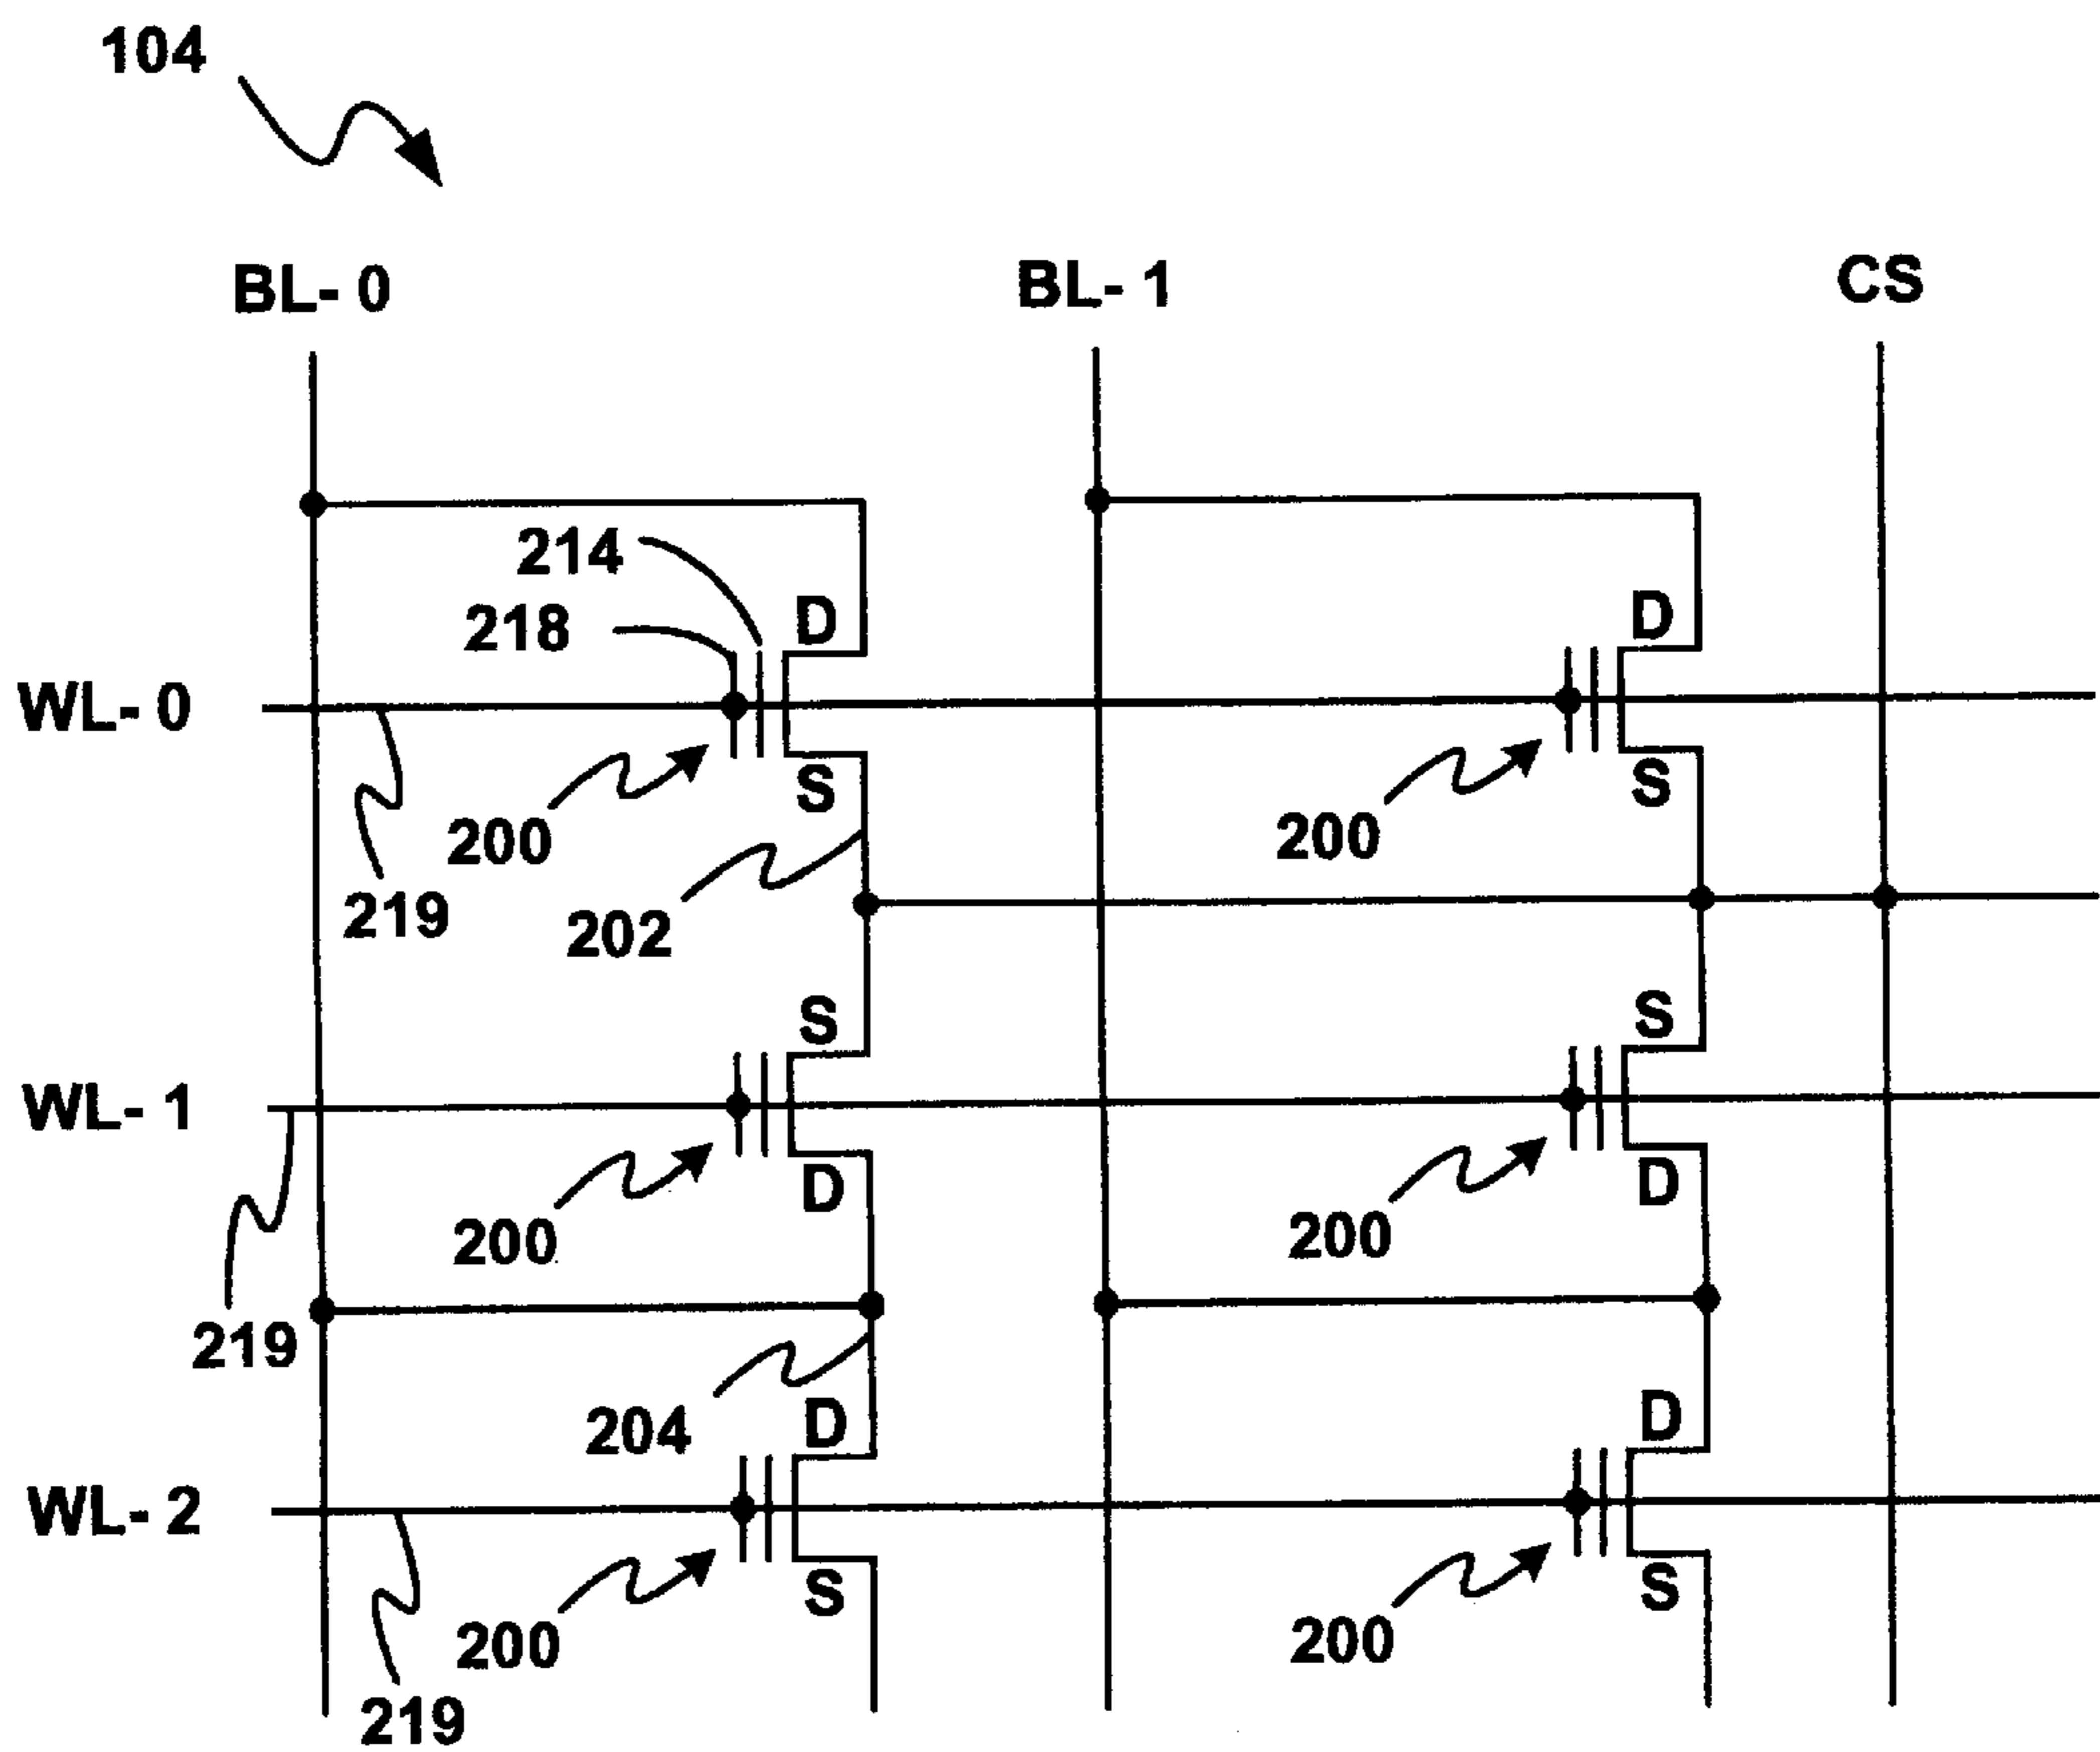 104
BL- 0 BL- 1 CS
214
218 D D
WL- 0
S S
200 200
219 202
S S
WL- 1
D D
200 200
219
204 D D
WL- 2
S S
200 200
219